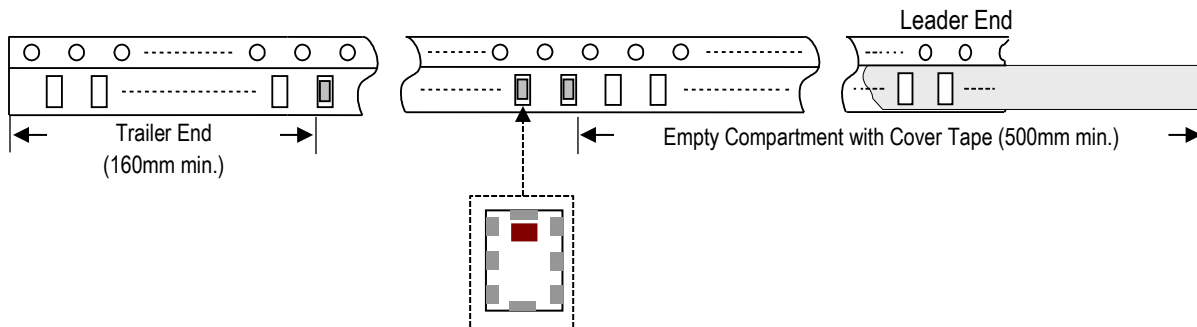 Leader End
Trailer End
(160mm min.)
Empty Compartment with Cover Tape (500mm min.)